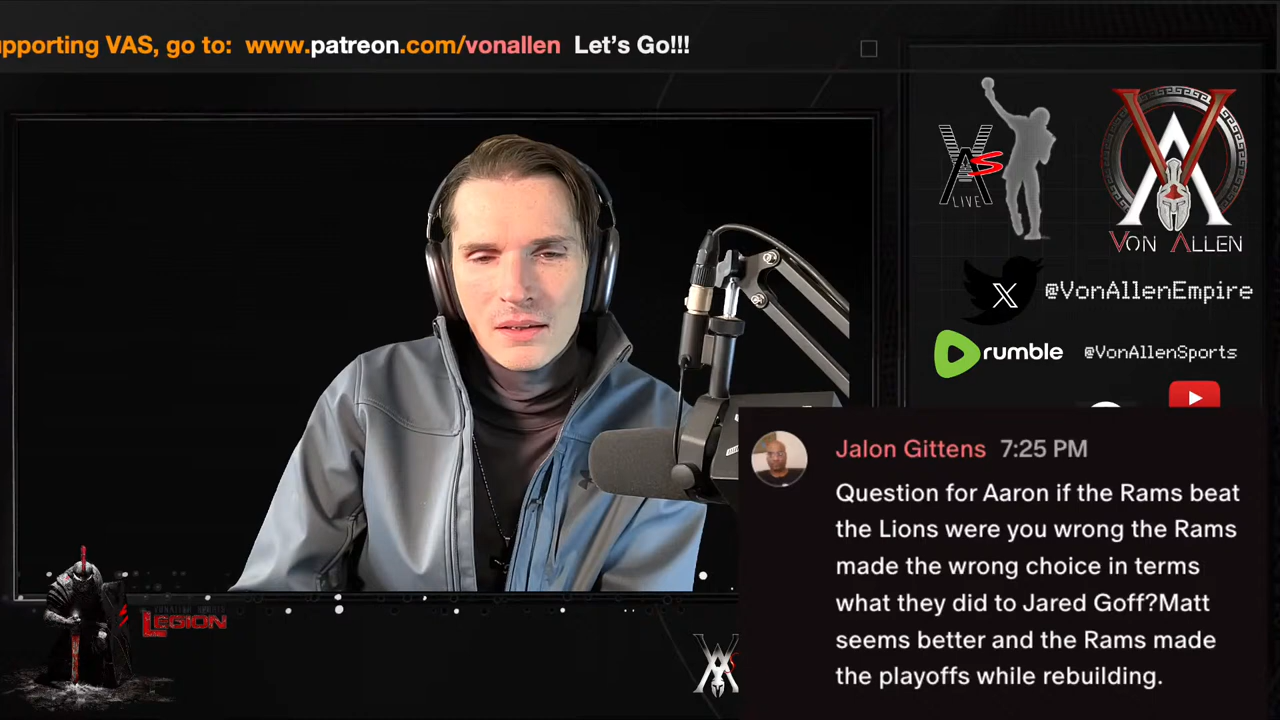 pporting VAS, go to: www.patreon.com/vonallen Let's Go!!!
VAS
LIVE
VON ALLEN
X @VonAllenEmpire
rumble @VonAllenSports
Jalon Gittens 7:25 PM
Question for Aaron if the Rams beat
the Lions were you wrong the Rams
made the wrong choice in terms
what they did to Jared Goff?Matt
seems better and the Rams made
the playoffs while rebuilding.
LEGION